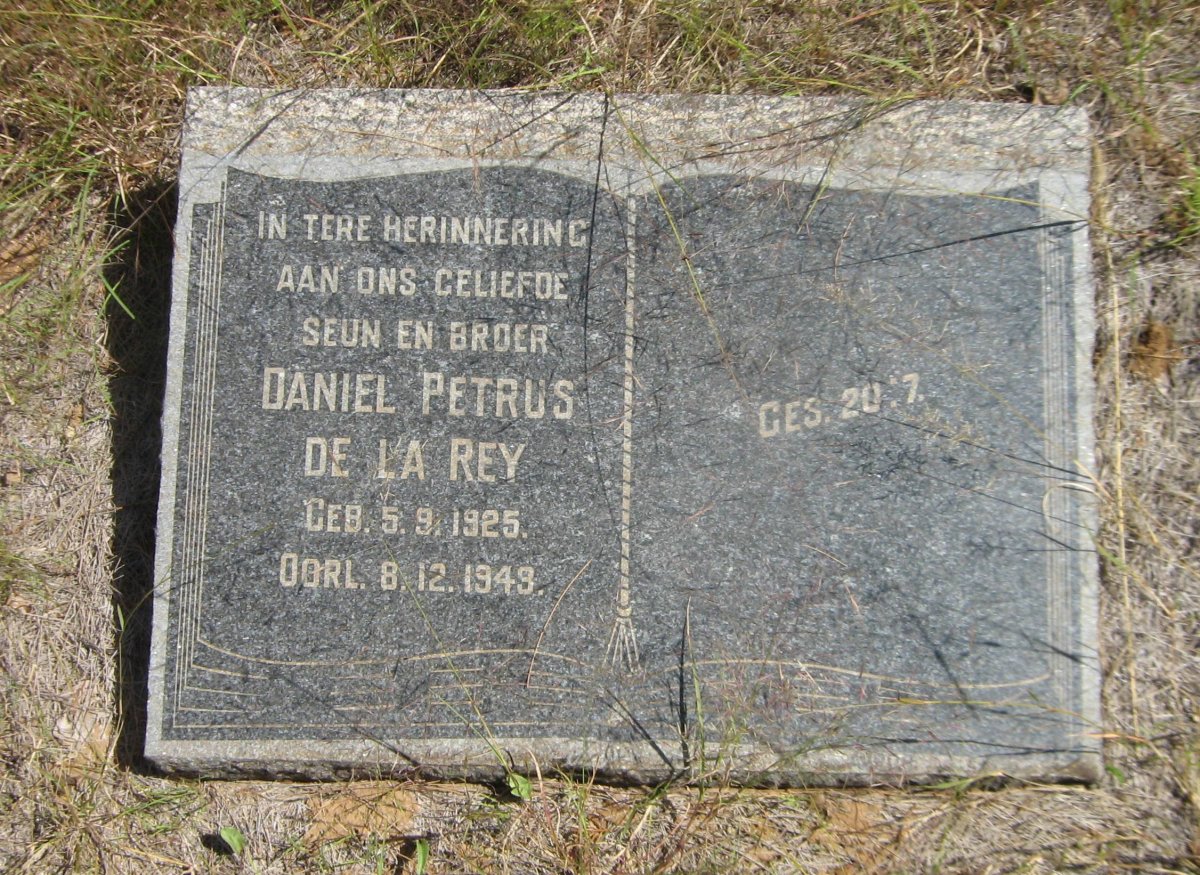 IN TERE HERINNERING
AAN ONS GELIEFDE
SEUN EN BROER
DANIEL PETRUS
DE LA REY
GEB. 5. 9. 1925.
OORL. 8. 12. 1949.
GES. 20:7.